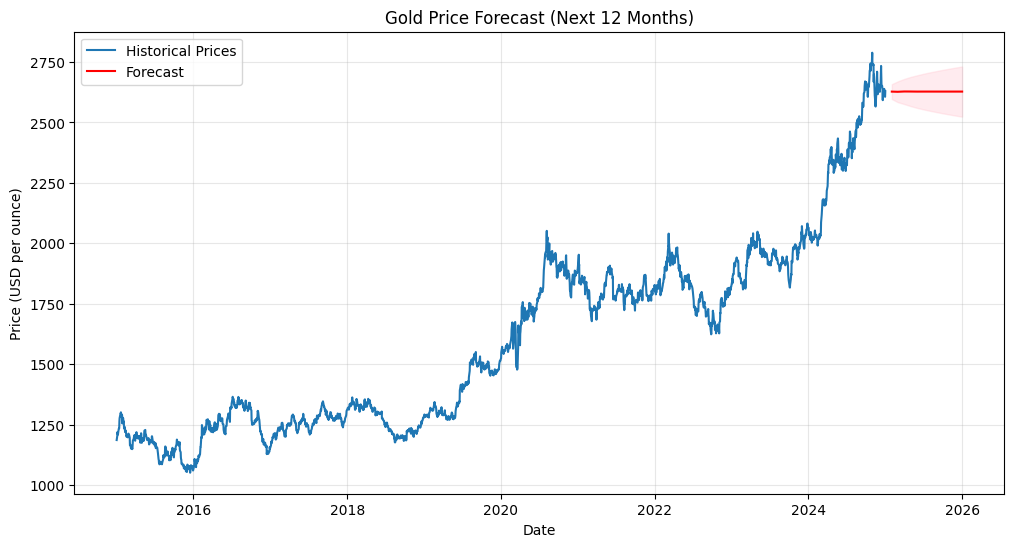 Gold Price Forecast (Next 12 Months)
Historical Prices
Forecast
Price (USD per ounce)
2750
2500
2250
2000
1750
1500
1250
1000
2016
2018
2020
2022
2024
2026
Date